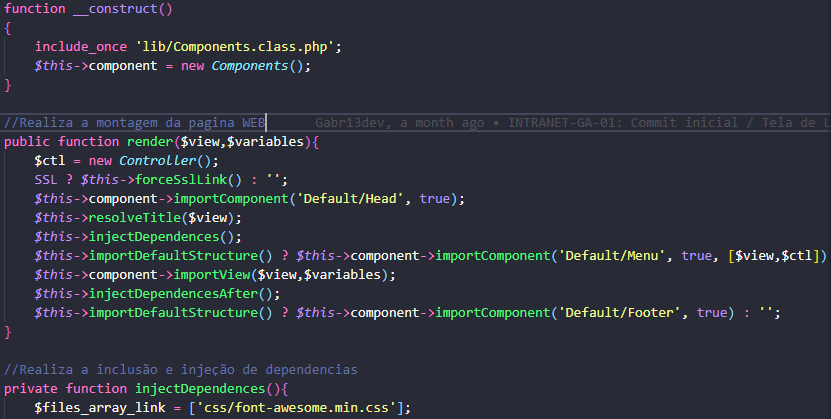 function __construct()
{
include_once 'lib/Components.class.php';
$this->component = new Components();
}
//Realiza a montagem da pagina WEB Gabr13dev, a month ago • INTRANET-GA-01: Commit inicial / Tela de L
public function render($view,$variables){
$ctl = new Controller();
SSL ? $this->forceSslLink() : '';
$this->component->importComponent('Default/Head', true);
$this->resolveTitle($view);
$this->injectDependences();
$this->importDefaultStructure() ? $this->component->importComponent('Default/Menu', true, [$view,$ctl])
$this->component->importView($view,$variables);
$this->injectDependencesAfter();
$this->importDefaultStructure() ? $this->component->importComponent('Default/Footer', true) : '';
}
//Realiza a inclusão e injeção de dependencias
private function injectDependences(){
$files_array_link = ['css/font-awesome.min.css'];